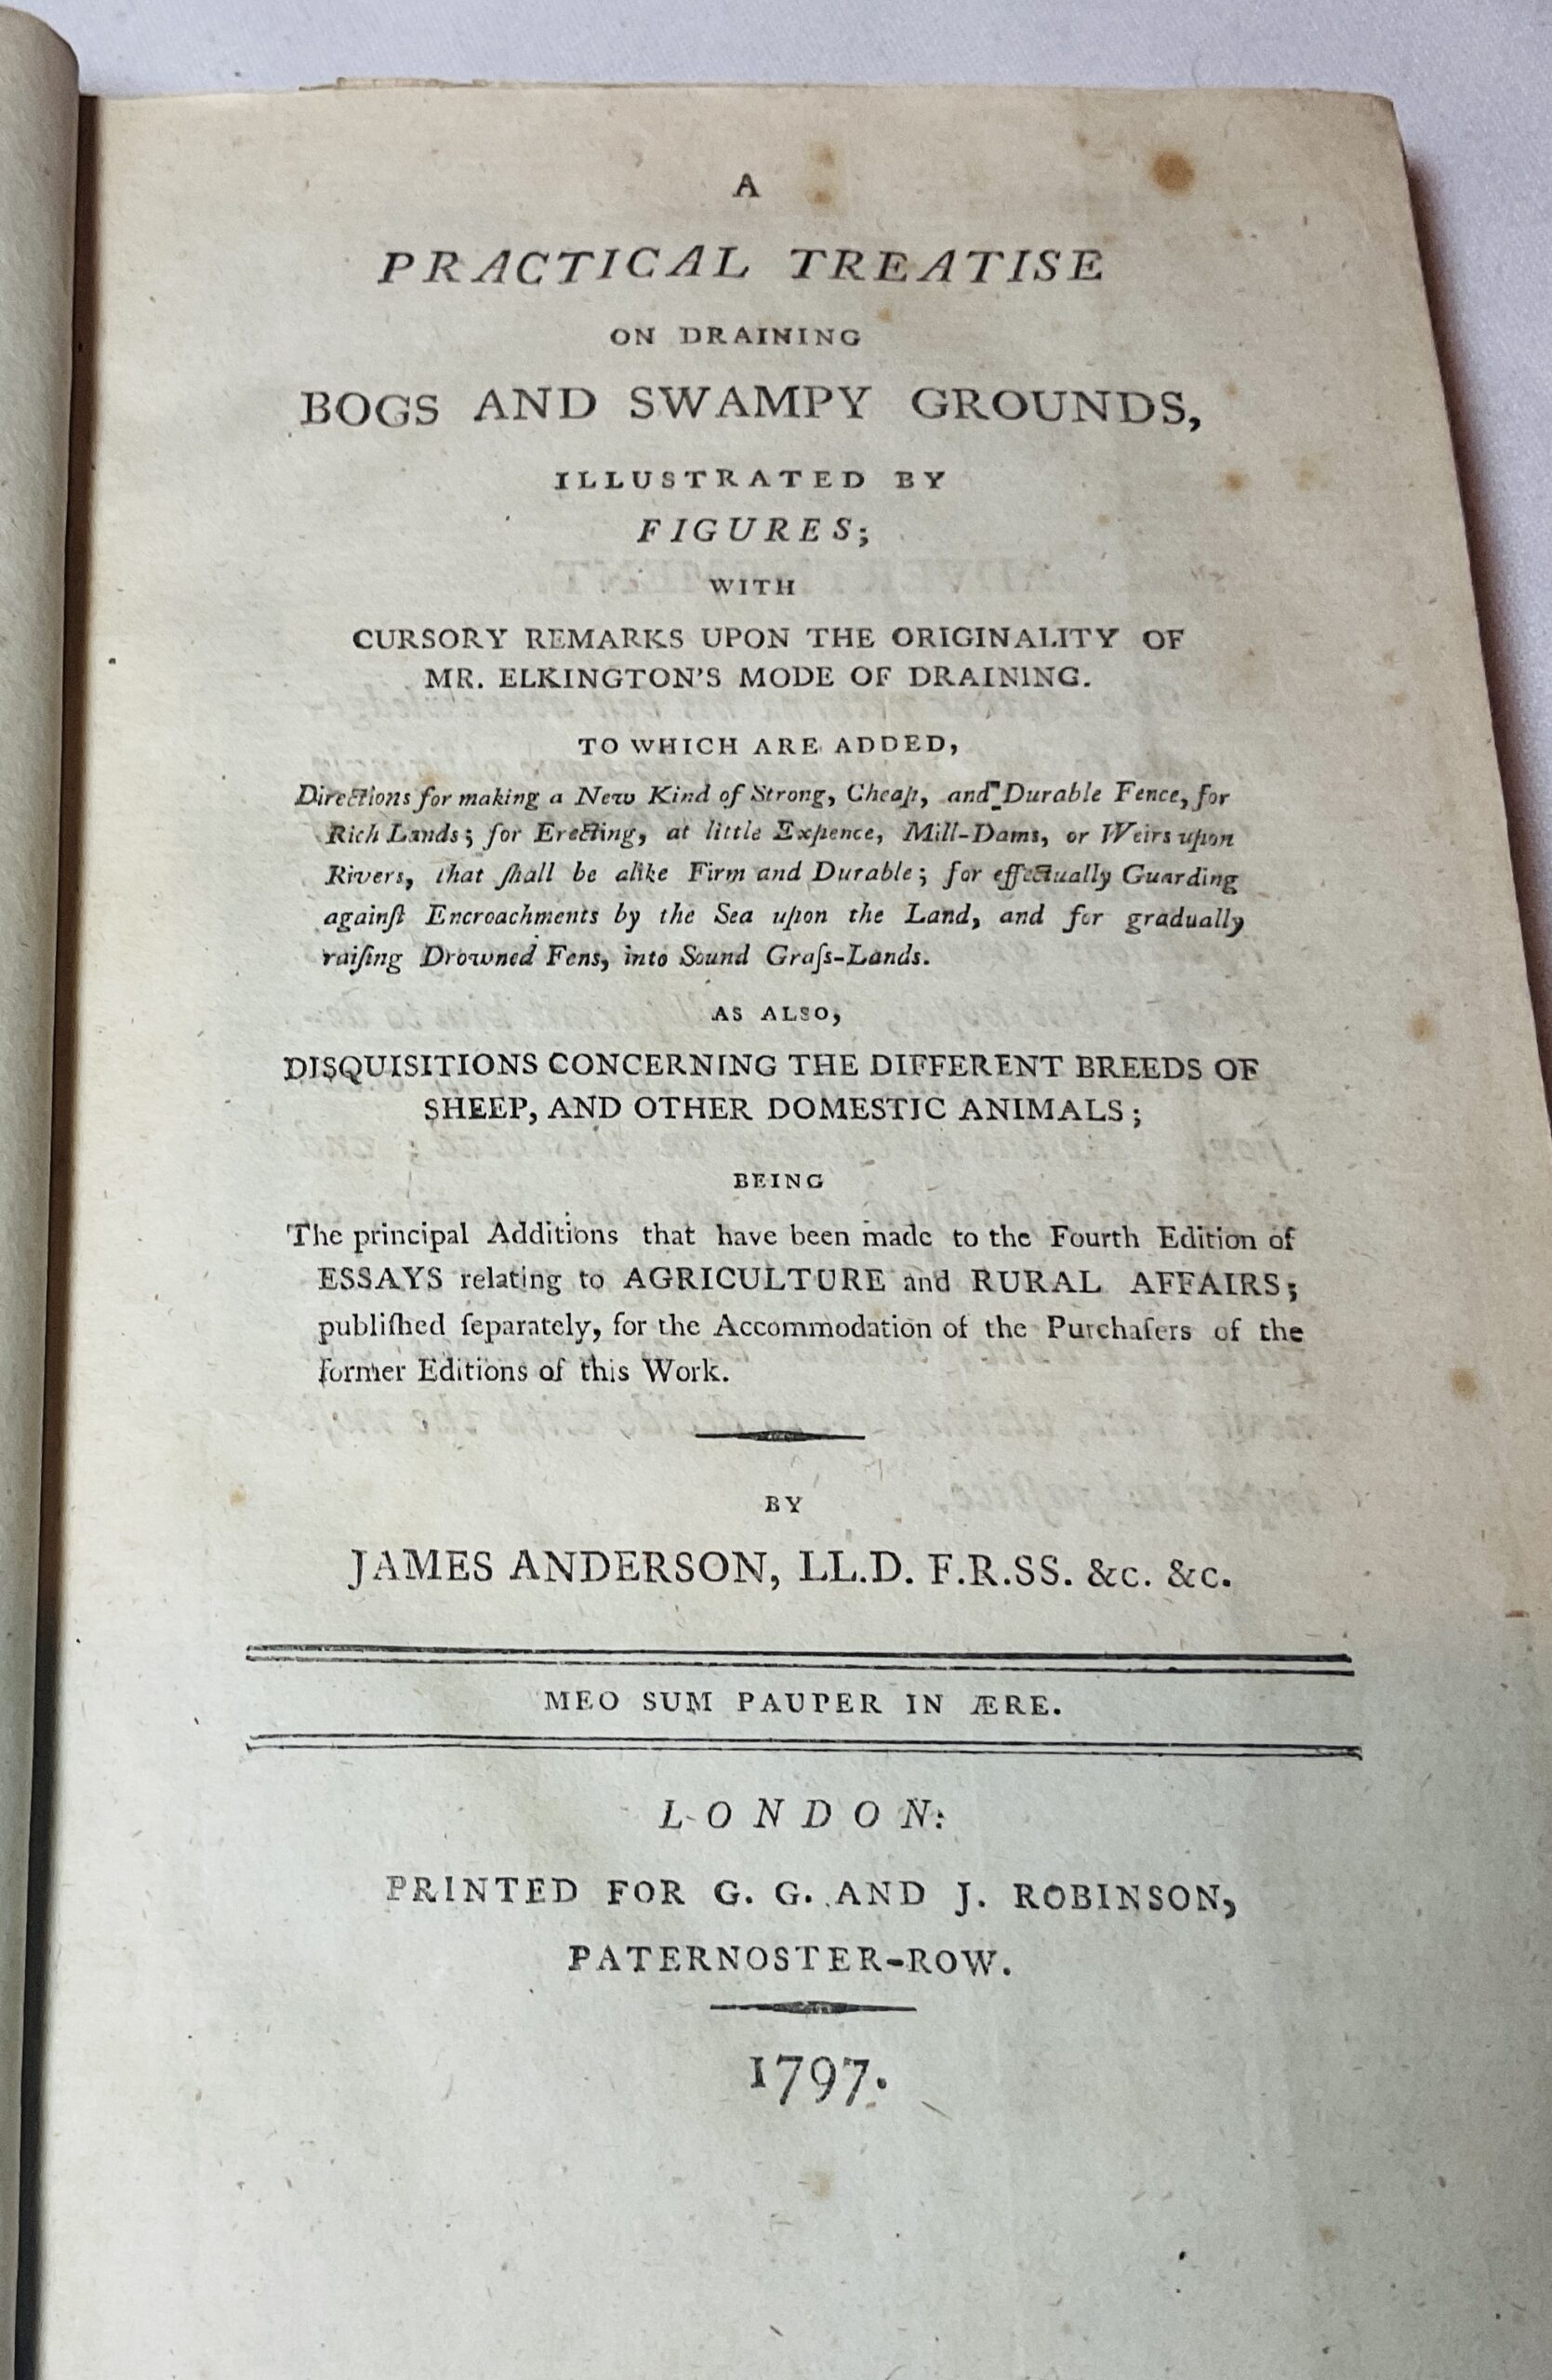 A
PRACTICAL TREATISE
ON DRAINING
BOGS AND SWAMPY GROUNDS,
ILLUSTRATED BY
FIGURES;
WITH
CURSORY REMARKS UPON THE ORIGINALITY OF
MR. ELKINGTON'S MODE OF DRAINING.
TO WHICH ARE ADDED,
Directions for making a New Kind of Strong, Cheap, and Durable Fence, for
Rich Lands; for Erecting, at little Expence, Mill-Dams, or Weirs upon
Rivers, that ſhall be alike Firm and Durable; for effectually Guarding
againſt Encroachments by the Sea upon the Land, and for gradually
raiſing Drowned Fens, into Sound Graſs-Lands.
AS ALSO,
DISQUISITIONS CONCERNING THE DIFFERENT BREEDS OF
SHEEP, AND OTHER DOMESTIC ANIMALS;
BEING
The principal Additions that have been made to the Fourth Edition of
ESSAYS relating to AGRICULTURE and RURAL AFFAIRS;
publiſhed ſeparately, for the Accommodation of the Purchaſers of the
former Editions of this Work.
BY
JAMES ANDERSON, LL.D. F.R.SS. &c. &c.
MEO SUM PAUPER IN ÆRE.
LONDON:
PRINTED FOR G. G. AND J. ROBINSON,
PATERNOSTER-ROW.
1797.